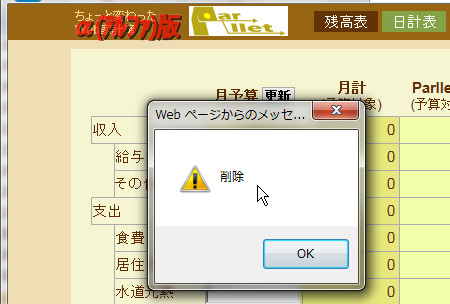 ちょーと変わった
α(ｱﾙﾌｧ)版
Parllet
残高表
日計表
月予算 更新
月計
Parlle
(予算対
象)
収入
0
給与
0
その
0
支出
0
食費
0
居住
0
水道光熱
0
Web ページからのメッセ...
削除
OK